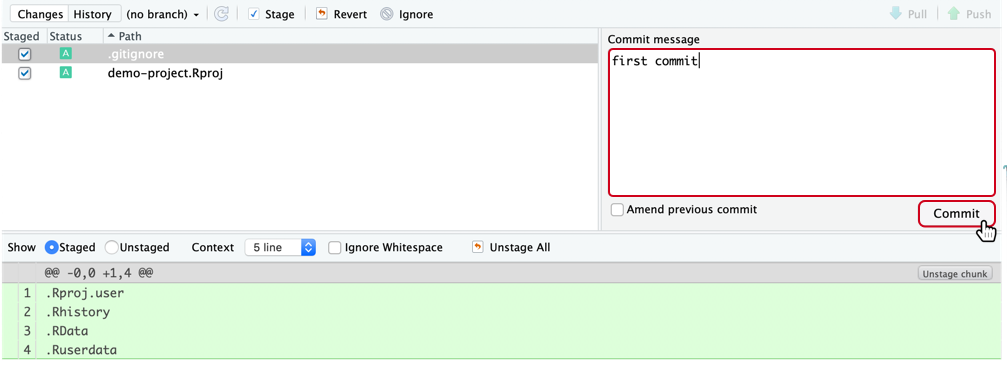 Changes History (no branch) Stage Revert Ignore Pull Push
Staged Status Path
A .gitignore
A demo-project.Rproj
Commit message
first commit
Amend previous commit
Commit
Show Staged Unstaged Context 5 line Ignore Whitespace Unstage All
@@ -0,0 +1,4 @@ Unstage chunk
1 .Rproj.user
2 .Rhistory
3 .RData
4 .Ruserdata